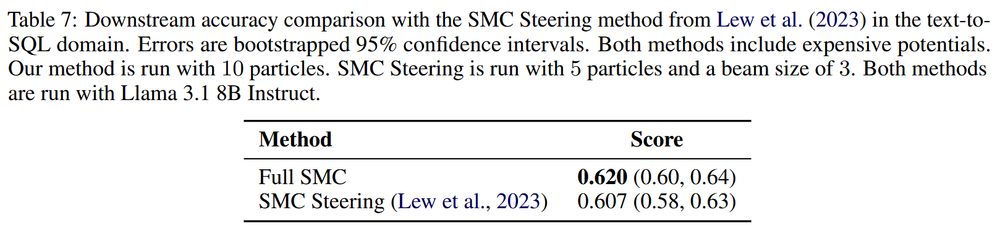 Table 7: Downstream accuracy comparison with the SMC Steering method from Lew et al. (2023) in the text-to-
SQL domain. Errors are bootstrapped 95% confidence intervals. Both methods include expensive potentials.
Our method is run with 10 particles. SMC Steering is run with 5 particles and a beam size of 3. Both methods
are run with Llama 3.1 8B Instruct.
Method Score
Full SMC 0.620 (0.60, 0.64)
SMC Steering (Lew et al., 2023) 0.607 (0.58, 0.63)